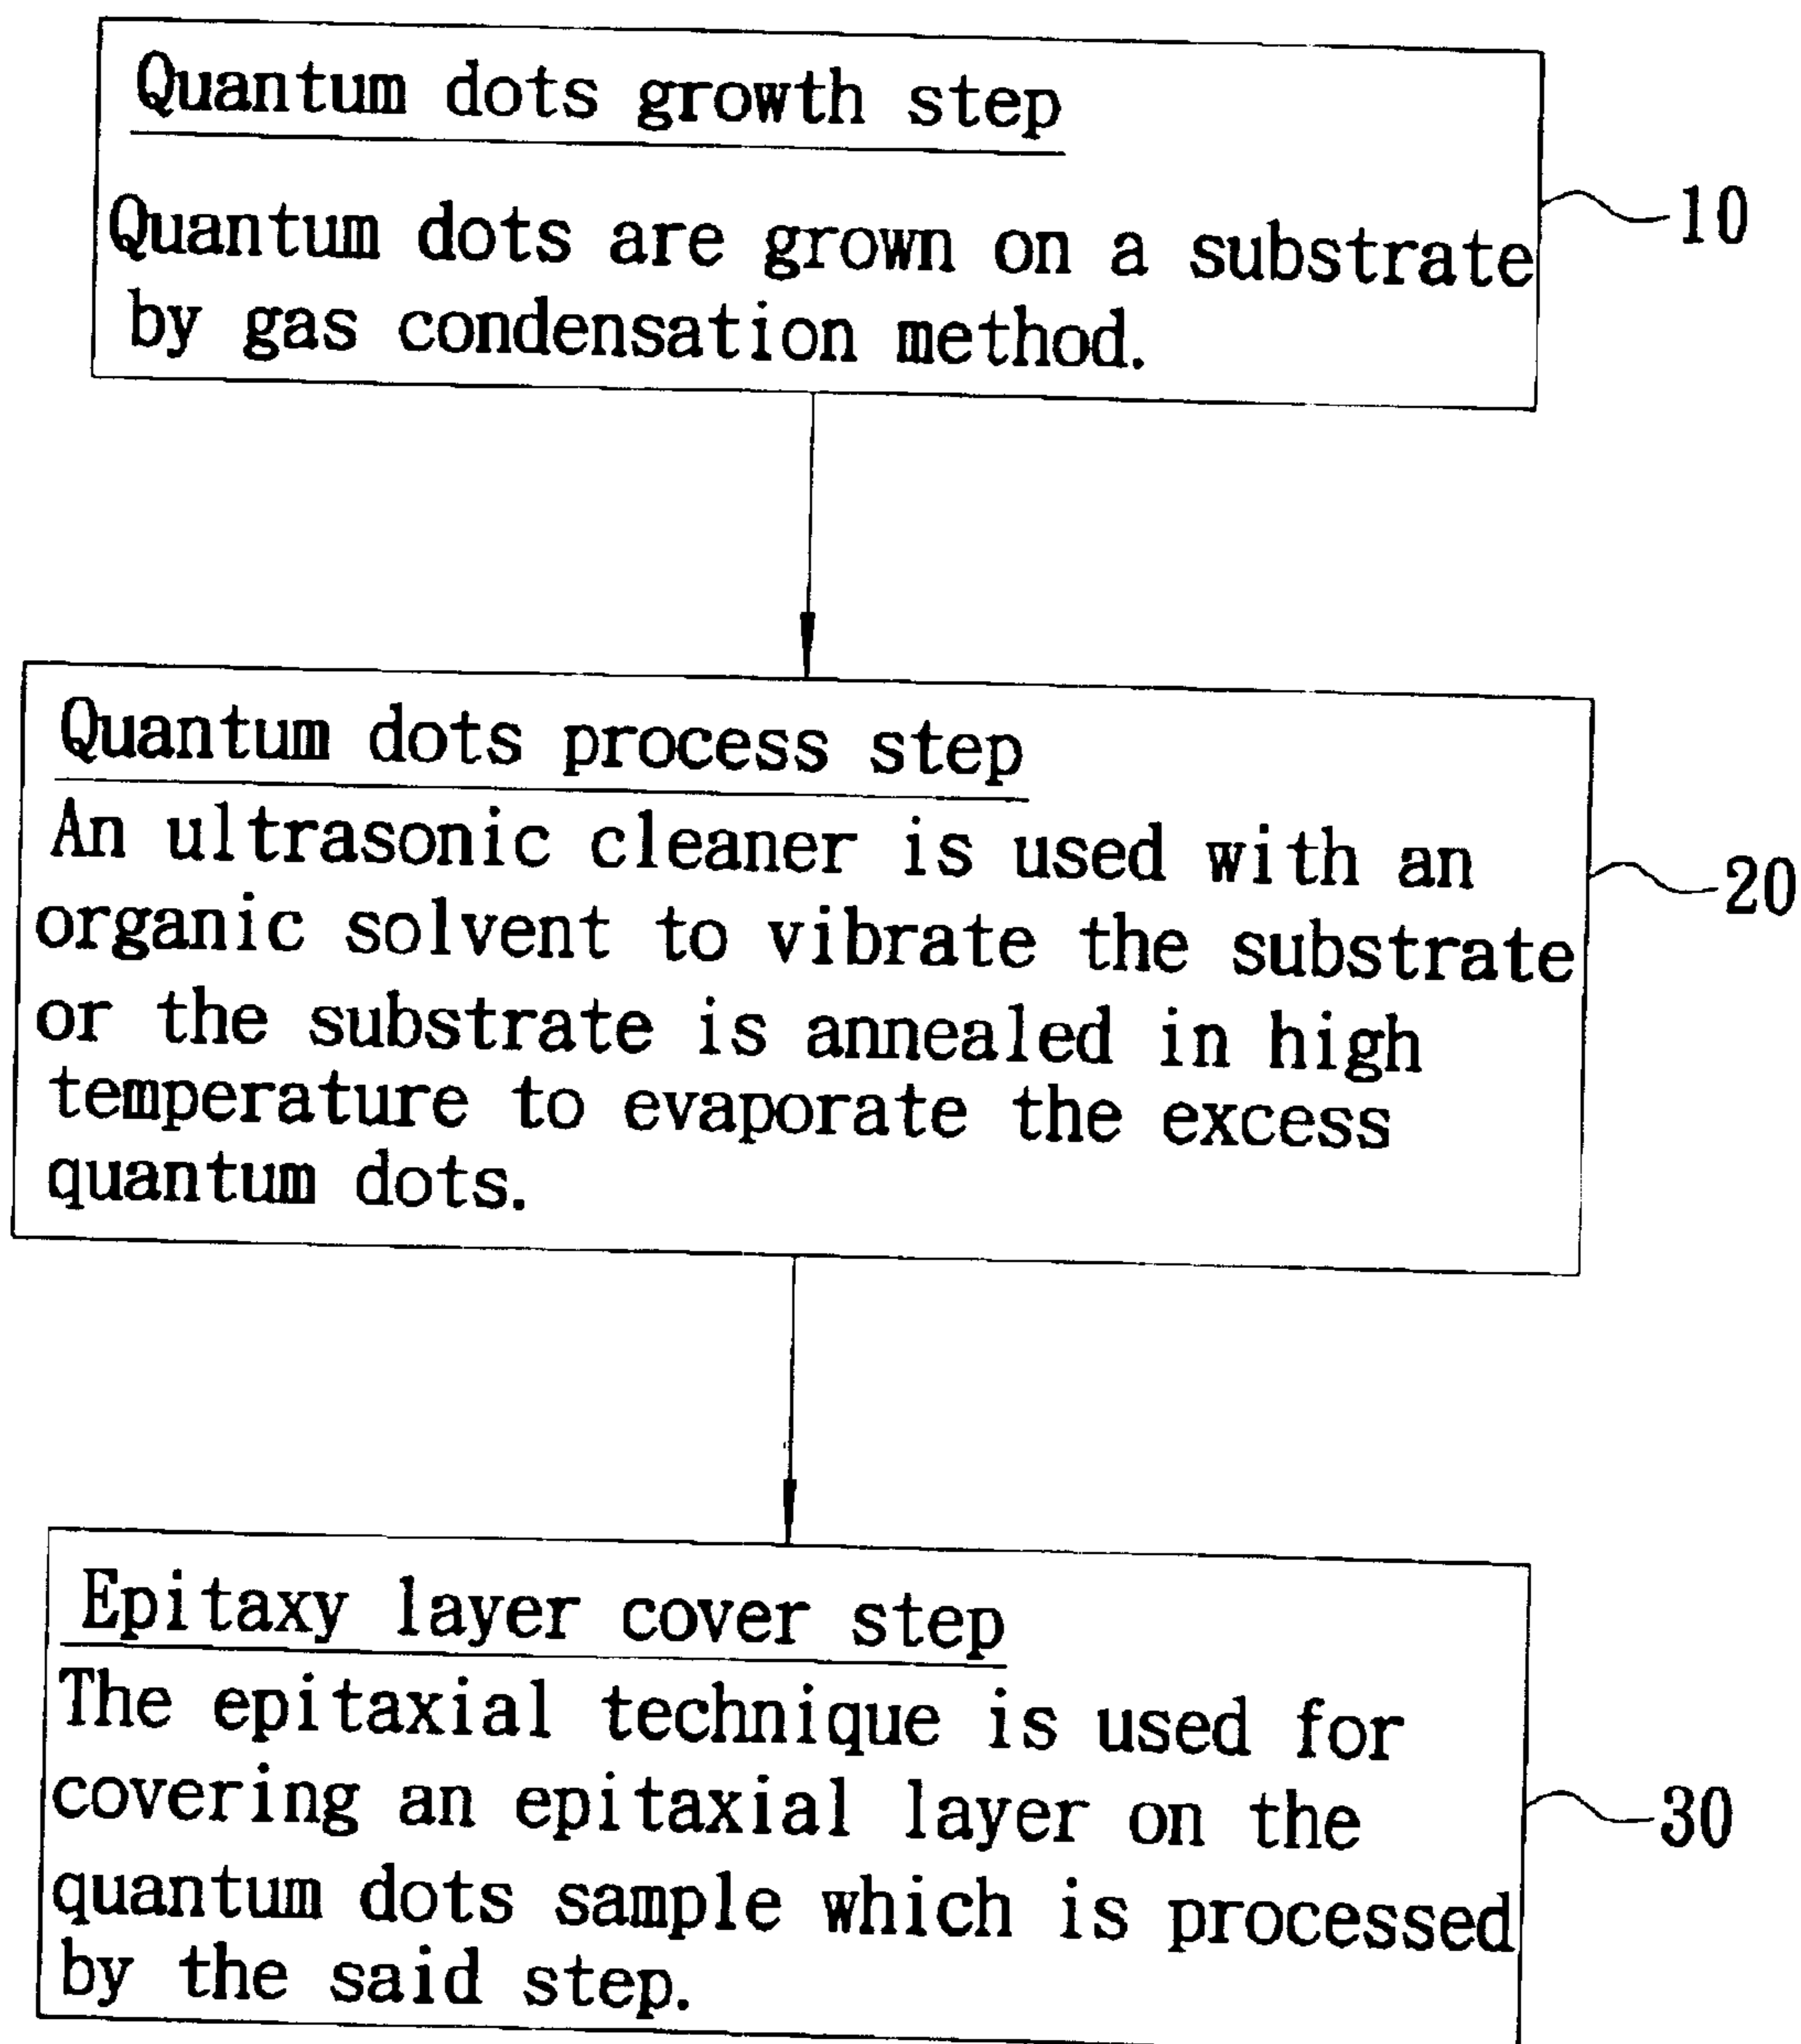 Quantum dots growth step
Quantum dots are grown on a substrate
by gas condensation method.
10
Quantum dots process step
An ultrasonic cleaner is used with an
organic solvent to vibrate the substrate
or the substrate is annealed in high
temperature to evaporate the excess
quantum dots.
20
Epitaxy layer cover step
The epitaxial technique is used for
covering an epitaxial layer on the
quantum dots sample which is processed
by the said step.
30